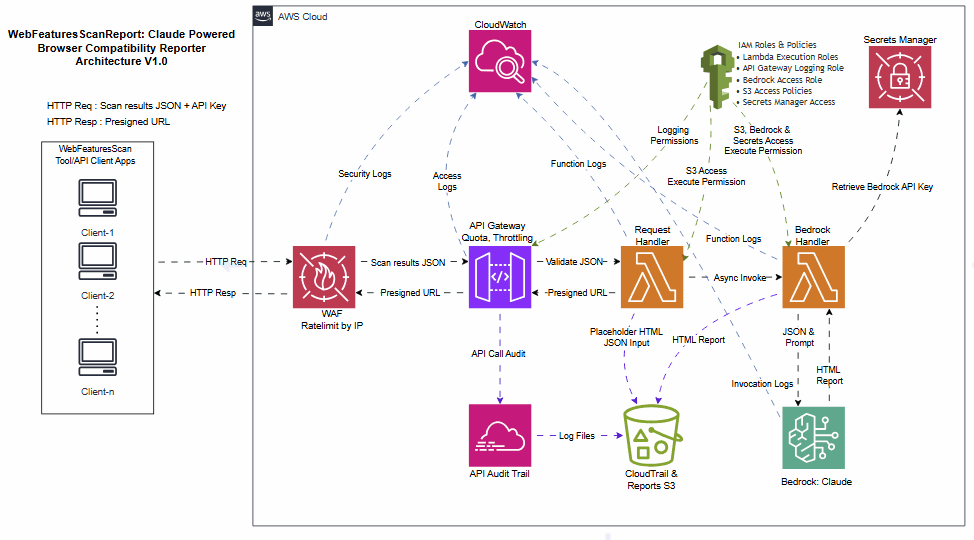 WebFeaturesScanReport: Claude Powered
Browser Compatibility Reporter
Architecture V1.0
HTTP Req : Scan results JSON + API Key
HTTP Resp : Presigned URL
WebFeaturesScan
Tool/API Client Apps
Client-1
Client-2
Client-n
HTTP Req
HTTP Resp
aws
AWS Cloud
CloudWatch
IAM Roles & Policies
• Lambda Execution Roles
• API Gateway Logging Role
• Bedrock Access Role
• S3 Access Policies
• Secrets Manager Access
Secrets Manager
Security Logs
Access
Logs
Function Logs
Logging
Permissions
S3 Access
Execute Permission
S3, Bedrock &
Secrets Access
Execute Permission
Retrieve Bedrock API Key
Function Logs
WAF
Ratelimit by IP
Scan results JSON
Presigned URL
API Gateway
Quota, Throttling
Validate JSON
Presigned URL
Request
Handler
Async Invoke
Bedrock
Handler
API Call Audit
Placeholder HTML
JSON Input
HTML Report
JSON &
Prompt
HTML
Report
Invocation Logs
API Audit Trail
Log Files
CloudTrail &
Reports S3
Bedrock: Claude